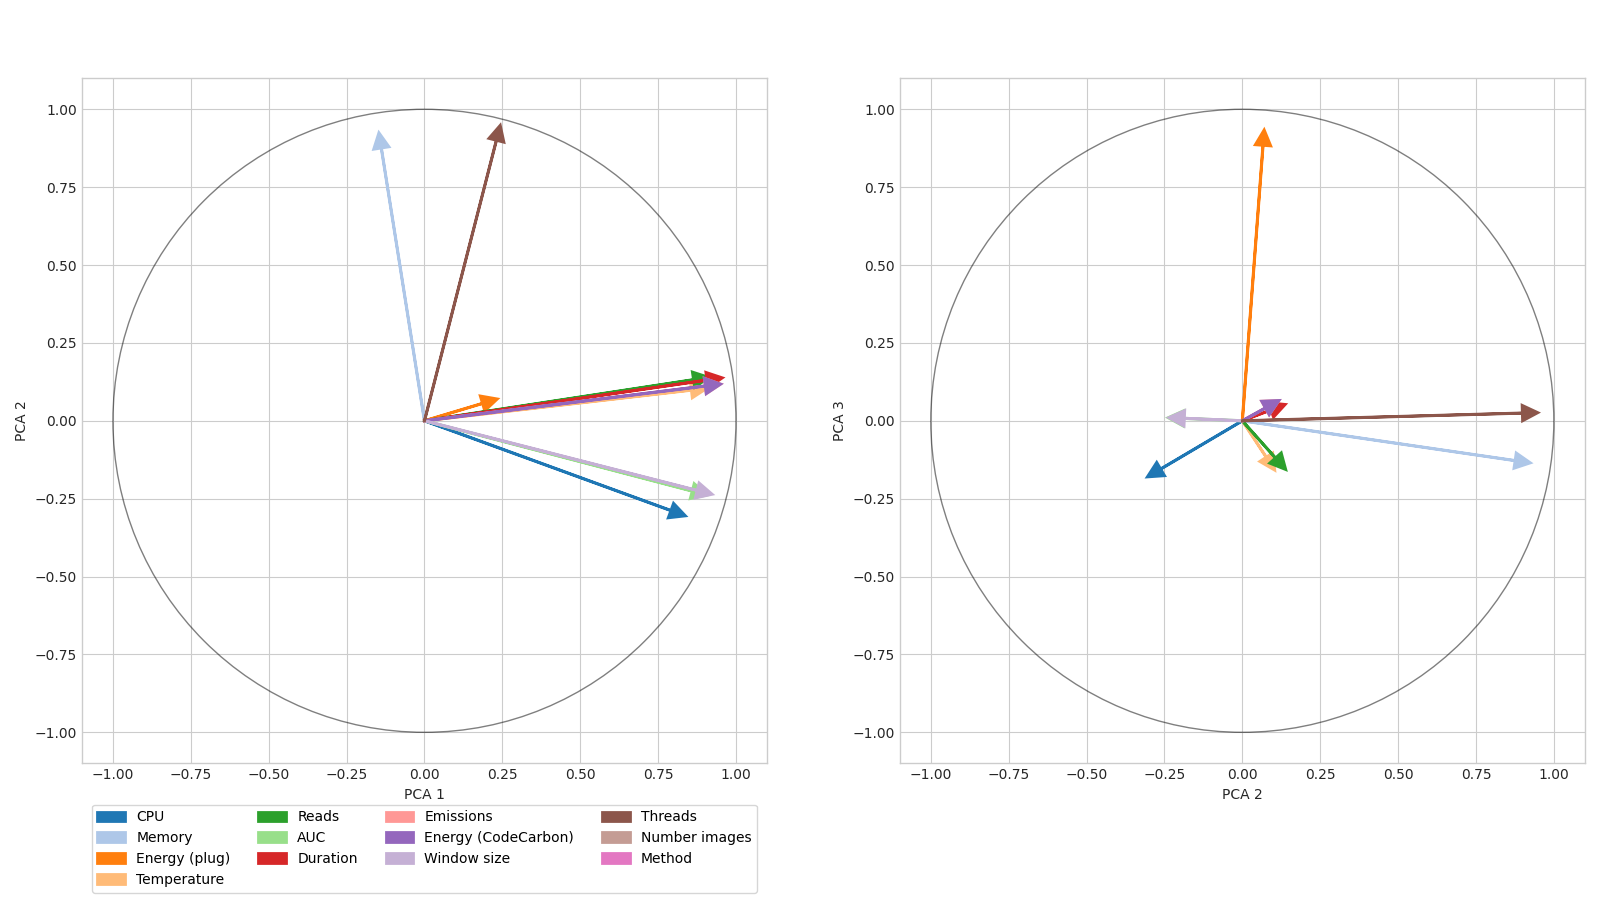 1.00
0.75
0.50
0.25
0.00
−0.25
−0.50
−0.75
−1.00
PCA 2
−1.00 −0.75 −0.50 −0.25 0.00 0.25 0.50 0.75 1.00
PCA 1
1.00
0.75
0.50
0.25
0.00
−0.25
−0.50
−0.75
−1.00
PCA 3
−1.00 −0.75 −0.50 −0.25 0.00 0.25 0.50 0.75 1.00
PCA 2
CPU Reads Emissions Threads
Memory AUC Energy (CodeCarbon) Number images
Energy (plug) Duration Window size Method
Temperature